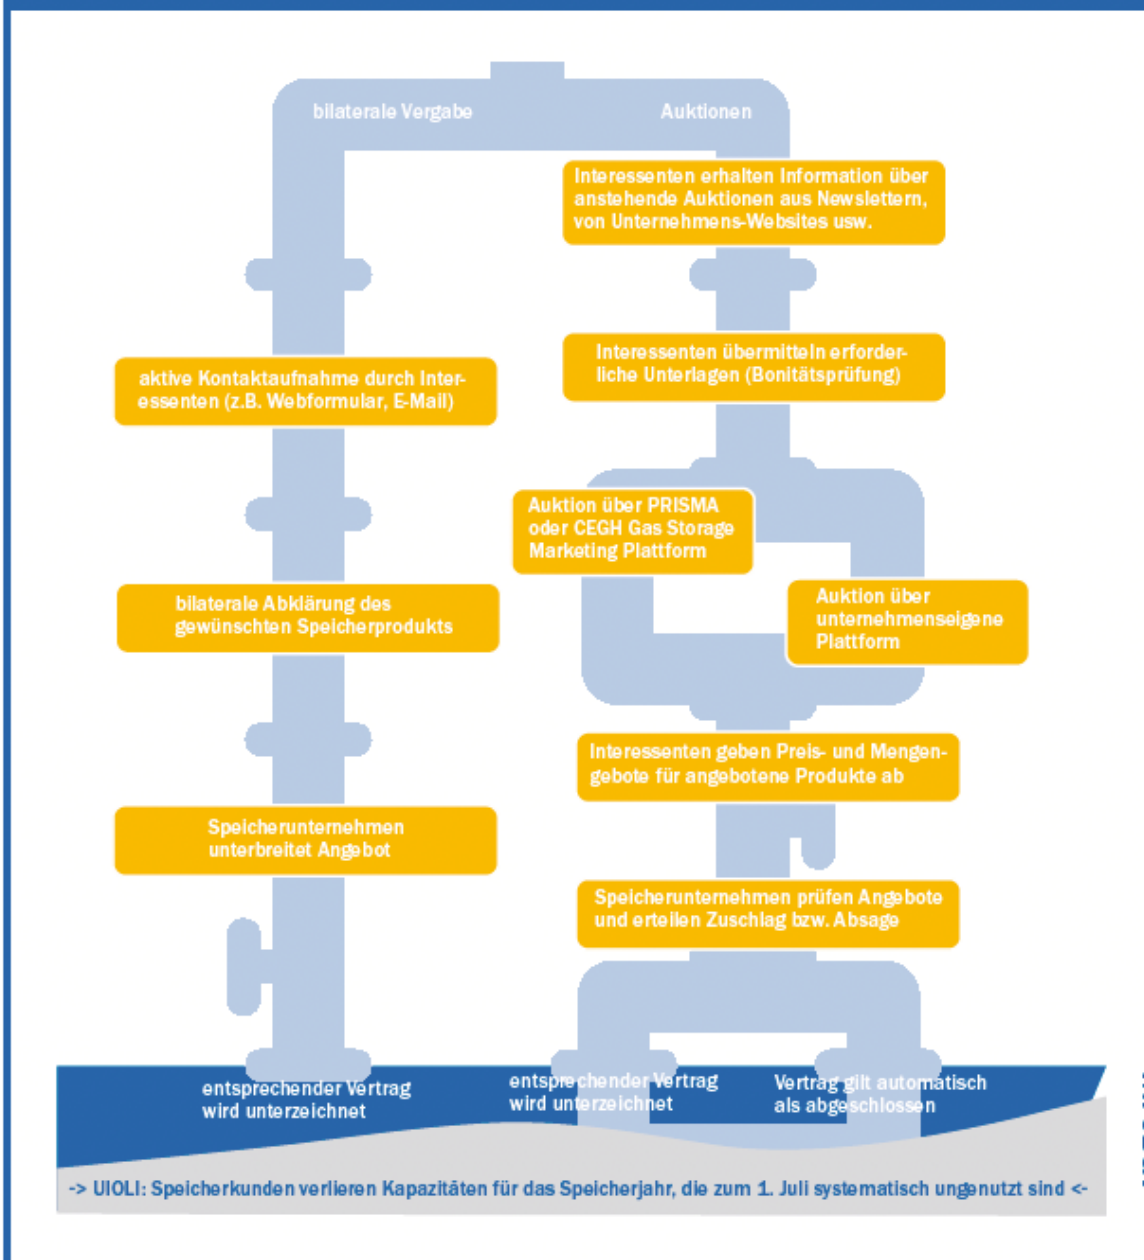 bilaterale Vergabe
Auktionen
Interessenten erhalten Information über
anstehende Auktionen aus Newslettern,
von Unternehmens-Websites usw.
Interessenten übermitteln erforder-
liche Unterlagen (Bonitätsprüfung)
aktive Kontaktaufnahme durch Inter-
essenten (z.B. Webformular, E-Mail)
Auktion über PRISMA
oder CEGH Gas Storage
Marketing Plattform
Auktion über
unternehmenseigene
Plattform
bilaterale Abklärung des
gewünschten Speicherprodukts
Interessenten geben Preis- und Mengen-
gebote für angebotene Produkte ab
Speicherunternehmen
unterbreitet Angebot
Speicherunternehmen prüfen Angebote
und erteilen Zuschlag bzw. Absage
entsprechender Vertrag
wird unterzeichnet
entsprechender Vertrag
wird unterzeichnet
Vertrag gilt automatisch
als abgeschlossen
-> UIOLI: Speicherkunden verlieren Kapazitäten für das Speicherjahr, die zum 1. Juli systematisch ungenutzt sind <-